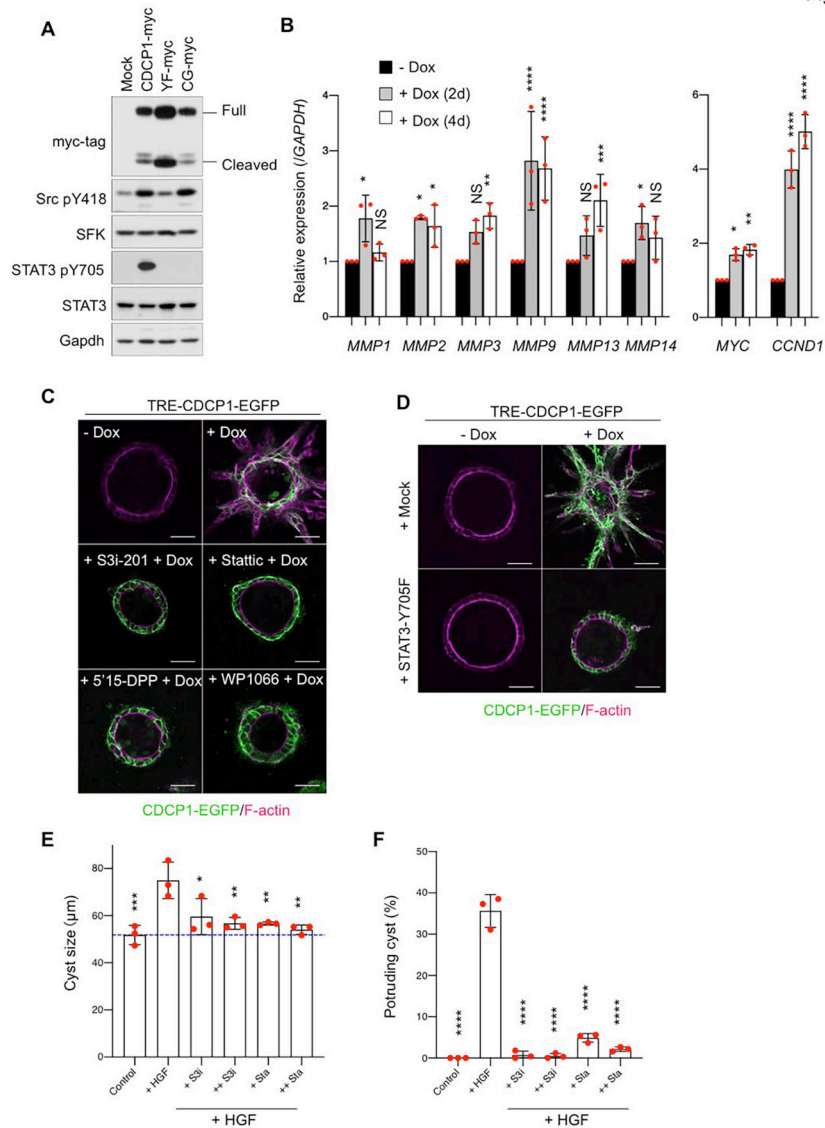 A
Mock
CDCP1-myc
YF-myc
CG-myc
myc-tag
Full
Cleaved
Src pY418
SFK
STAT3 pY705
STAT3
Gapdh
B
- Dox
+ Dox (2d)
+ Dox (4d)
Relative expression (/GAPDH)
4
3
2
1
0
* NS
* *
NS **
**** ****
NS ***
* NS
MMP1 MMP2 MMP3 MMP9 MMP13 MMP14
6
4
2
0
* **
**** ****
MYC CCND1
C
TRE-CDCP1-EGFP
- Dox + Dox
+ S3i-201 + Dox + Stattic + Dox
+ 5'15-DPP + Dox + WP1066 + Dox
CDCP1-EGFP/F-actin
D
TRE-CDCP1-EGFP
- Dox + Dox
+ Mock
+ STAT3-Y705F
CDCP1-EGFP/F-actin
E
Cyst size (μm)
80
60
40
20
0
*** * ** ** **
Control + HGF + S3i ++ S3i + Sta ++ Sta
+ HGF
F
Potruding cyst (%)
50
40
30
20
10
0
**** **** **** **** ****
Control + HGF + S3i ++ S3i + Sta ++ Sta
+ HGF